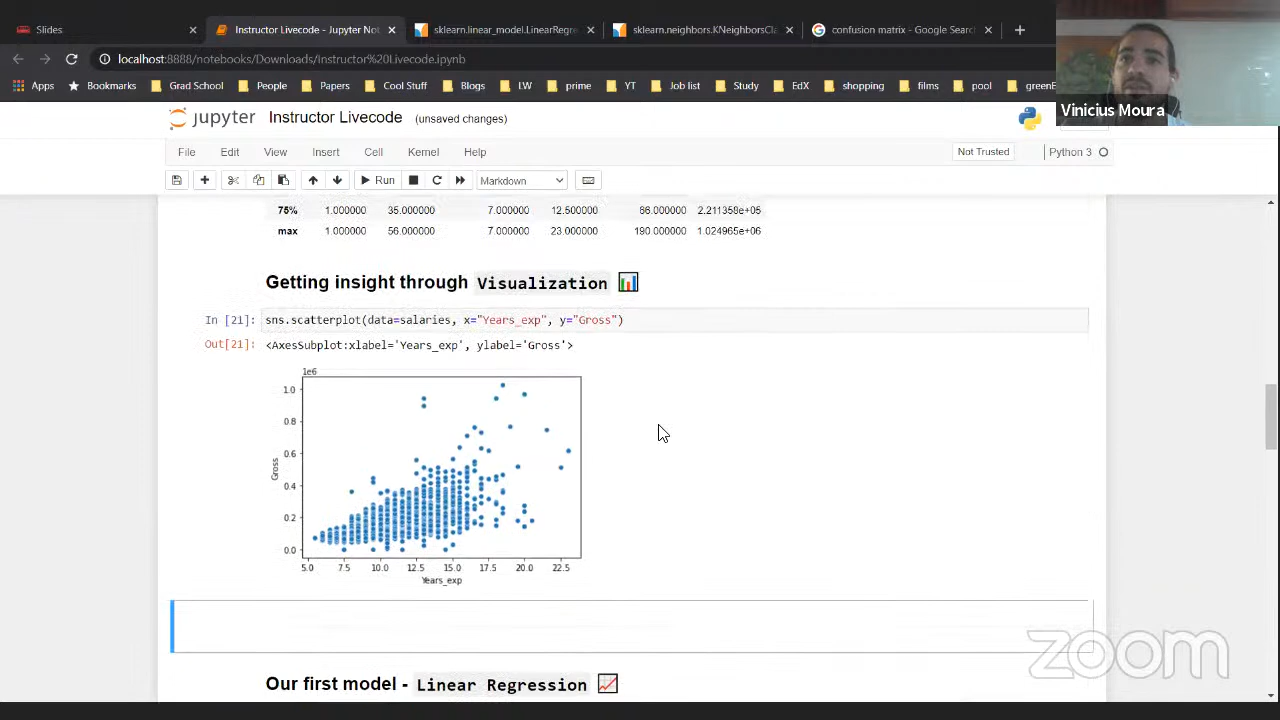 Slides
Instructor Livecode - Jupyter Not
sklearn.linear_model.LinearRegre
sklearn.neighbors.KNeighborsCla
confusion matrix - Google Searc
localhost:8888/notebooks/Downloads/Instructor%20Livecode.ipynb
Apps Bookmarks Grad School People Papers Cool Stuff Blogs LW prime YT Job list Study EdX shopping films pool greenE
Vinicius Moura
jupyter Instructor Livecode (unsaved changes)
File Edit View Insert Cell Kernel Help Not Trusted Python 3
Run Markdown
75% 1.000000 35.000000 7.000000 12.500000 86.000000 2.211358e+05
max 1.000000 56.000000 7.000000 23.000000 190.000000 1.024965e+06
Getting insight through Visualization
In [21]: sns.scatterplot(data=salaries, x="Years_exp", y="Gross")
Out[21]: <AxesSubplot:xlabel='Years_exp', ylabel='Gross'>
1e6
1.0
0.8
0.6
0.4
0.2
0.0
Gross
5.0 7.5 10.0 12.5 15.0 17.5 20.0 22.5
Years_exp
zoom
Our first model - Linear Regression